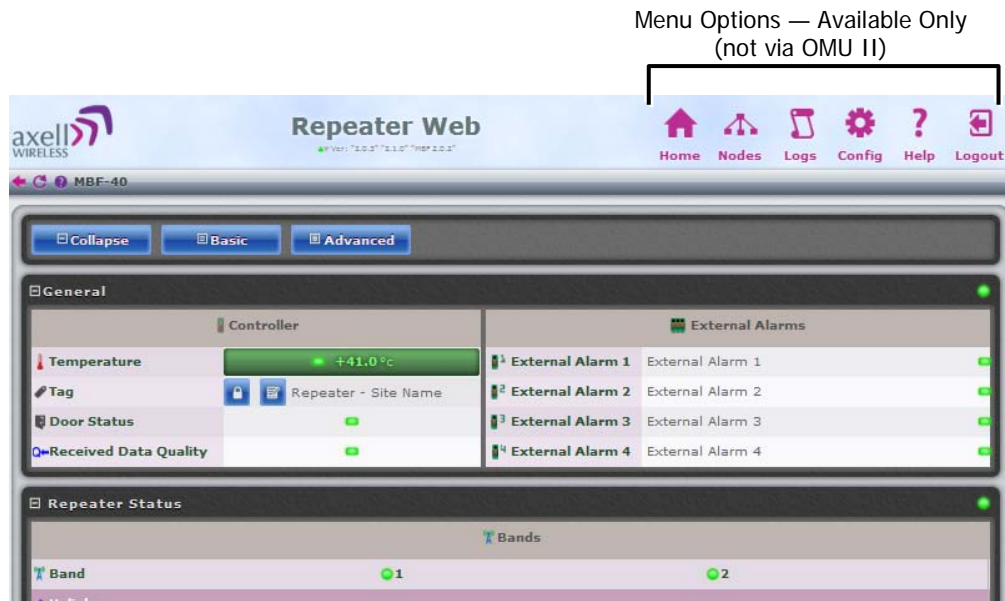 Menu Options — Available Only
(not via OMU II)
axell
WIRELESS
Repeater Web
Home Nodes Logs Config Help Logout
MBF-40
Collapse Basic Advanced
General
Controller External Alarms
Temperature +41.0°c External Alarm 1 External Alarm 1
Tag Repeater - Site Name External Alarm 2 External Alarm 2
Door Status External Alarm 3 External Alarm 3
Received Data Quality External Alarm 4 External Alarm 4
Repeater Status
Bands
Band 1 2